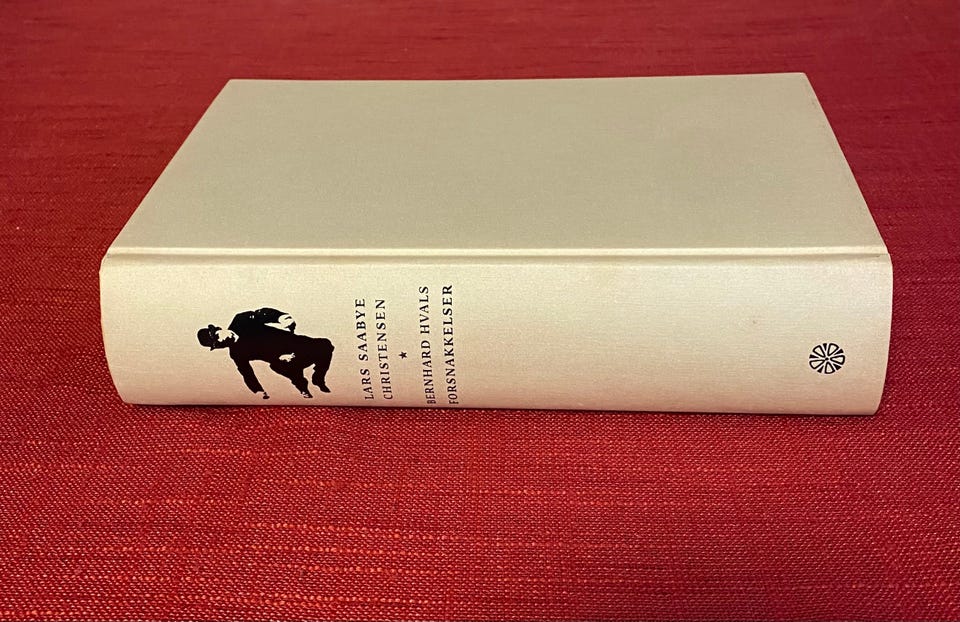 LARS SAABYE
CHRISTENSEN
★
BERNHARD HVALS
FORSNAKKELSER